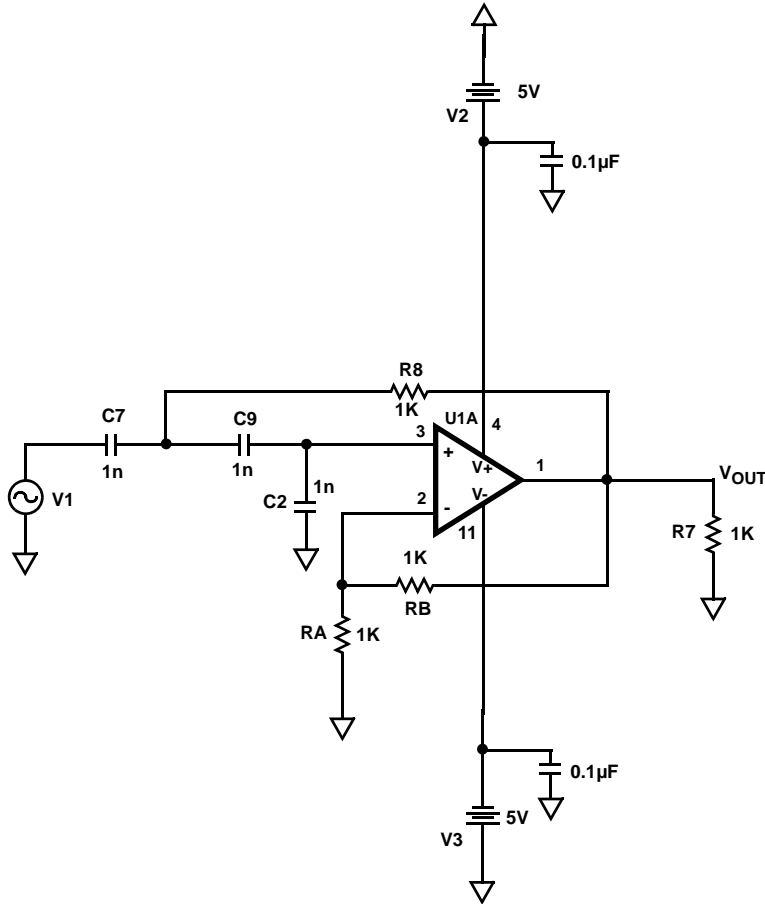 5V
V2
0.1µF
R8
1K
C7
C9
U1A
4
3
+
V+
1
1n
1n
1n
C2
V1
2
-
V-
11
VOUT
R7
1K
1K
RB
RA
1K
0.1µF
5V
V3